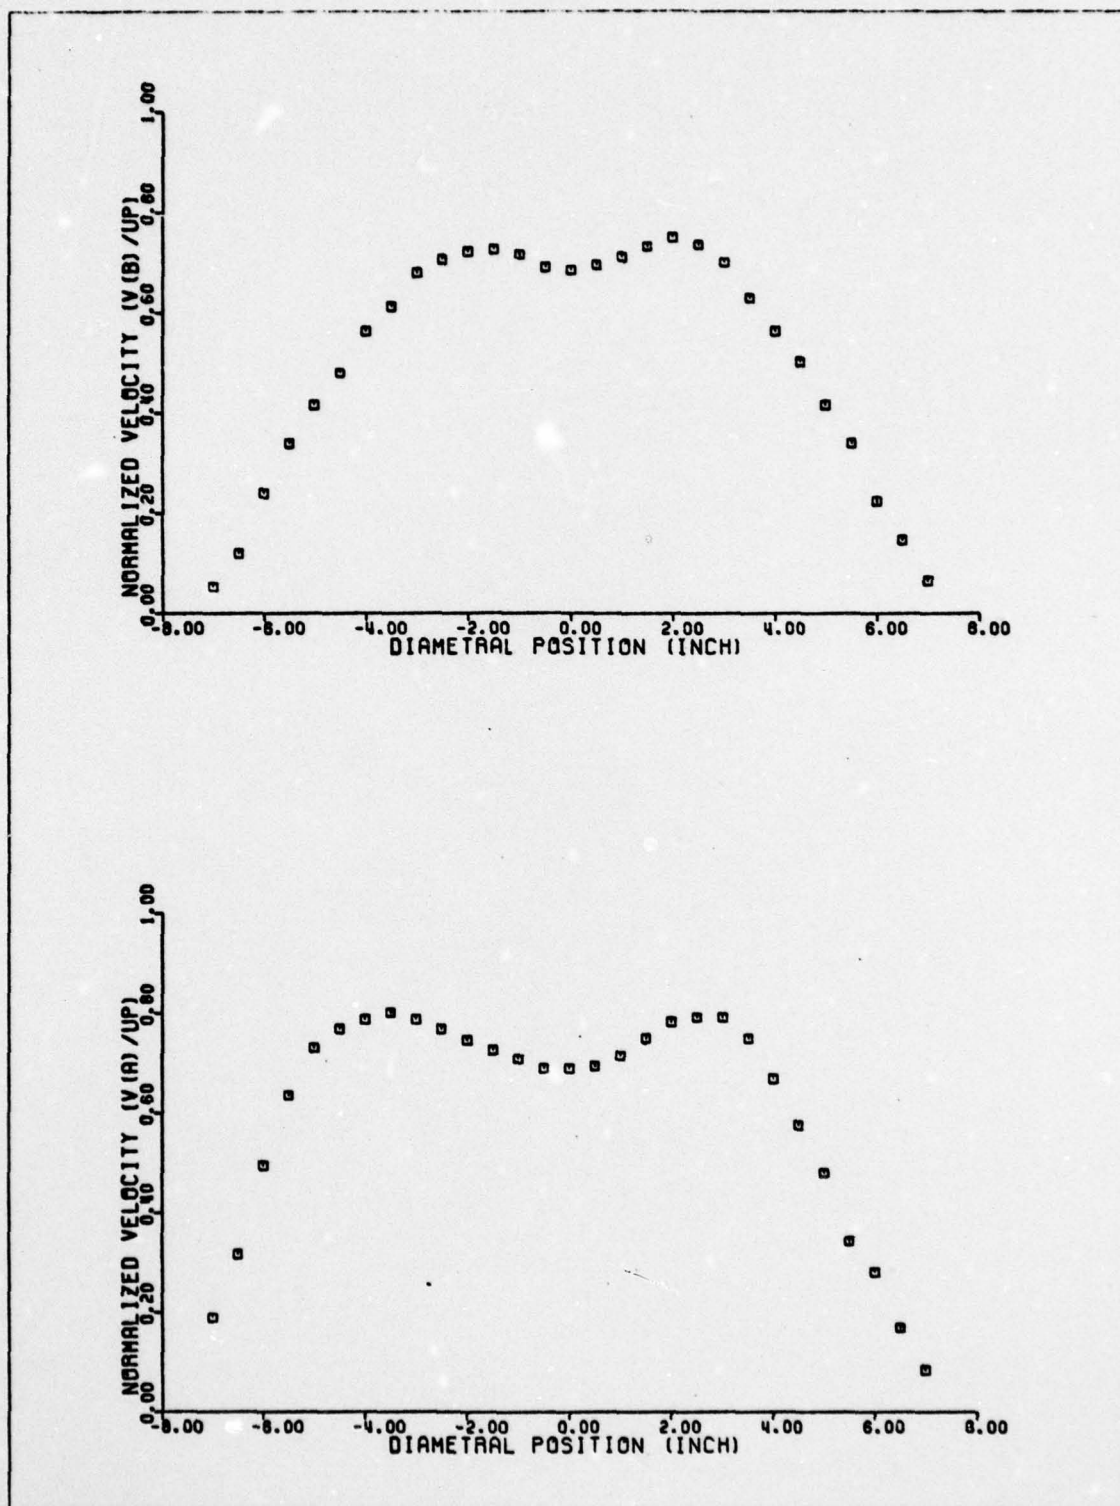 NORMALIZED VELOCITY (V(B)/UP)
1.00
0.80
0.60
0.40
0.20
0.00
-8.00 -6.00 -4.00 -2.00 0.00 2.00 4.00 6.00 8.00
DIAMETRAL POSITION (INCH)
NORMALIZED VELOCITY (V(A)/UP)
1.00
0.80
0.60
0.40
0.20
0.00
-8.00 -6.00 -4.00 -2.00 0.00 2.00 4.00 6.00 8.00
DIAMETRAL POSITION (INCH)